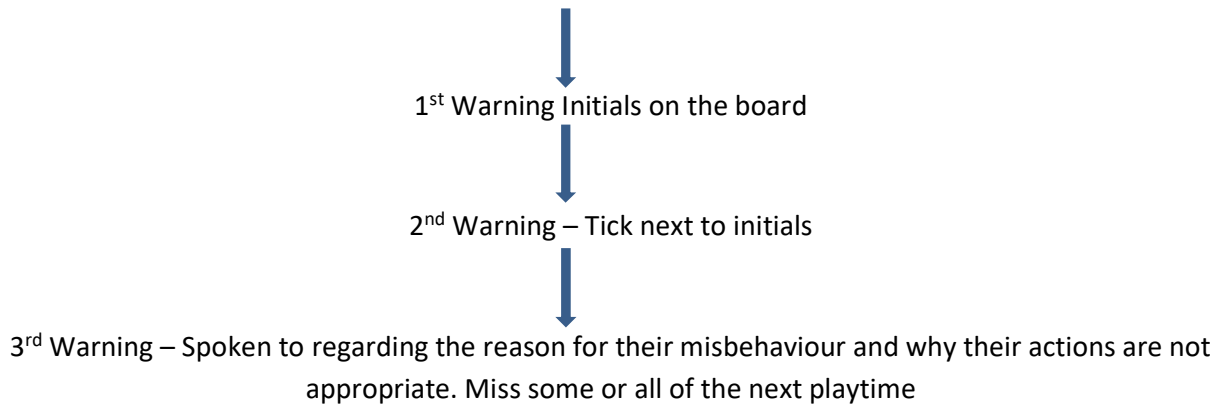 1st Warning Initials on the board
2nd Warning – Tick next to initials
3rd Warning – Spoken to regarding the reason for their misbehaviour and why their actions are not
appropriate. Miss some or all of the next playtime